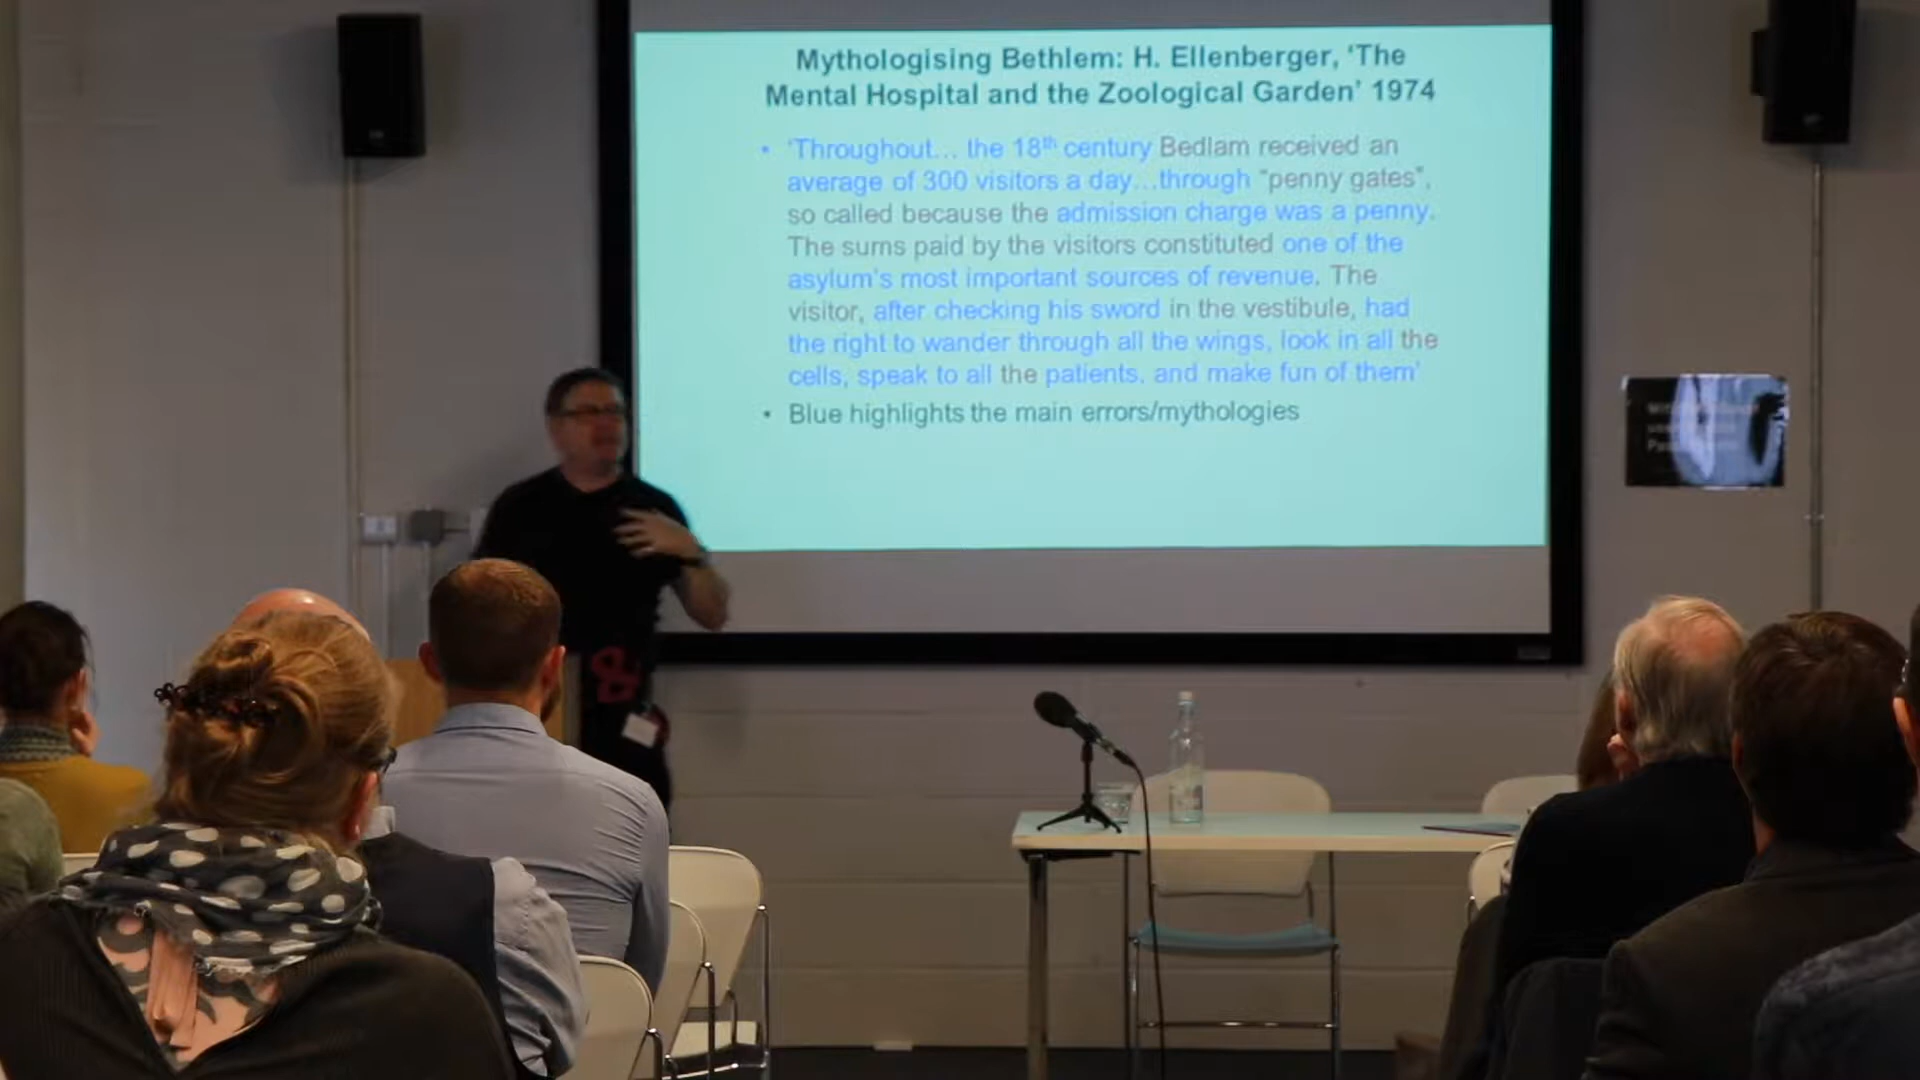 Mythologising Bethlem: H. Ellenberger, ‘The
Mental Hospital and the Zoological Garden’ 1974
• ‘Throughout… the 18th century Bedlam received an
average of 300 visitors a day…through “penny gates”,
so called because the admission charge was a penny.
The sums paid by the visitors constituted one of the
asylum’s most important sources of revenue. The
visitor, after checking his sword in the vestibule, had
the right to wander through all the wings, look in all the
cells, speak to all the patients, and make fun of them’
• Blue highlights the main errors/mythologies